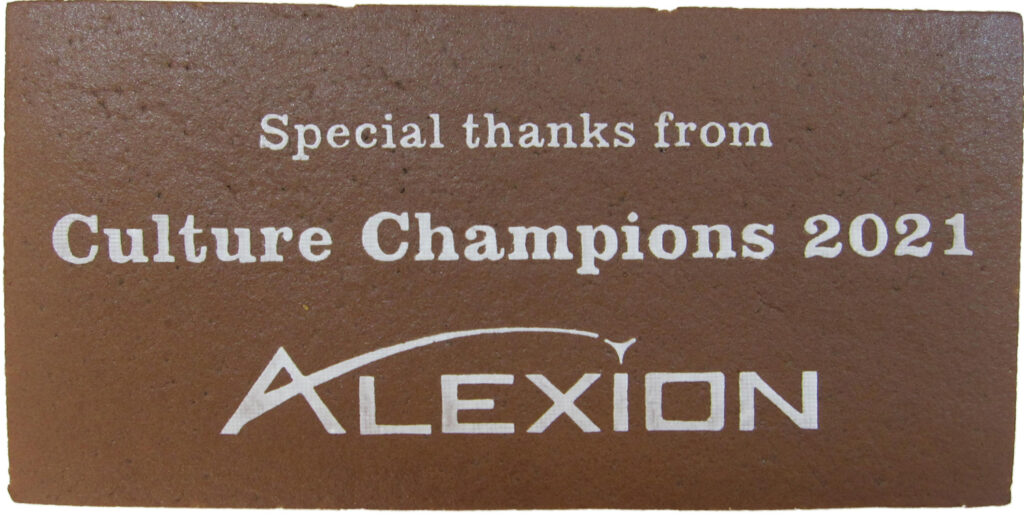 Special thanks from
Culture Champions 2021
ALEXION